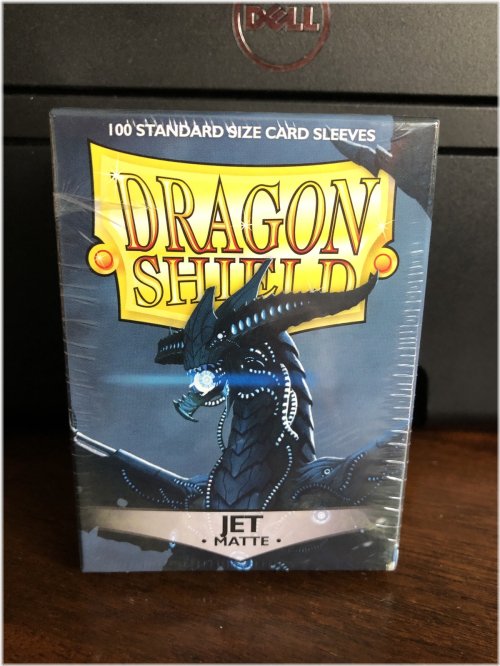 DELL
100 STANDARD SIZE CARD SLEEVES
DRAGON
SHIELD
JET
• MATTE •